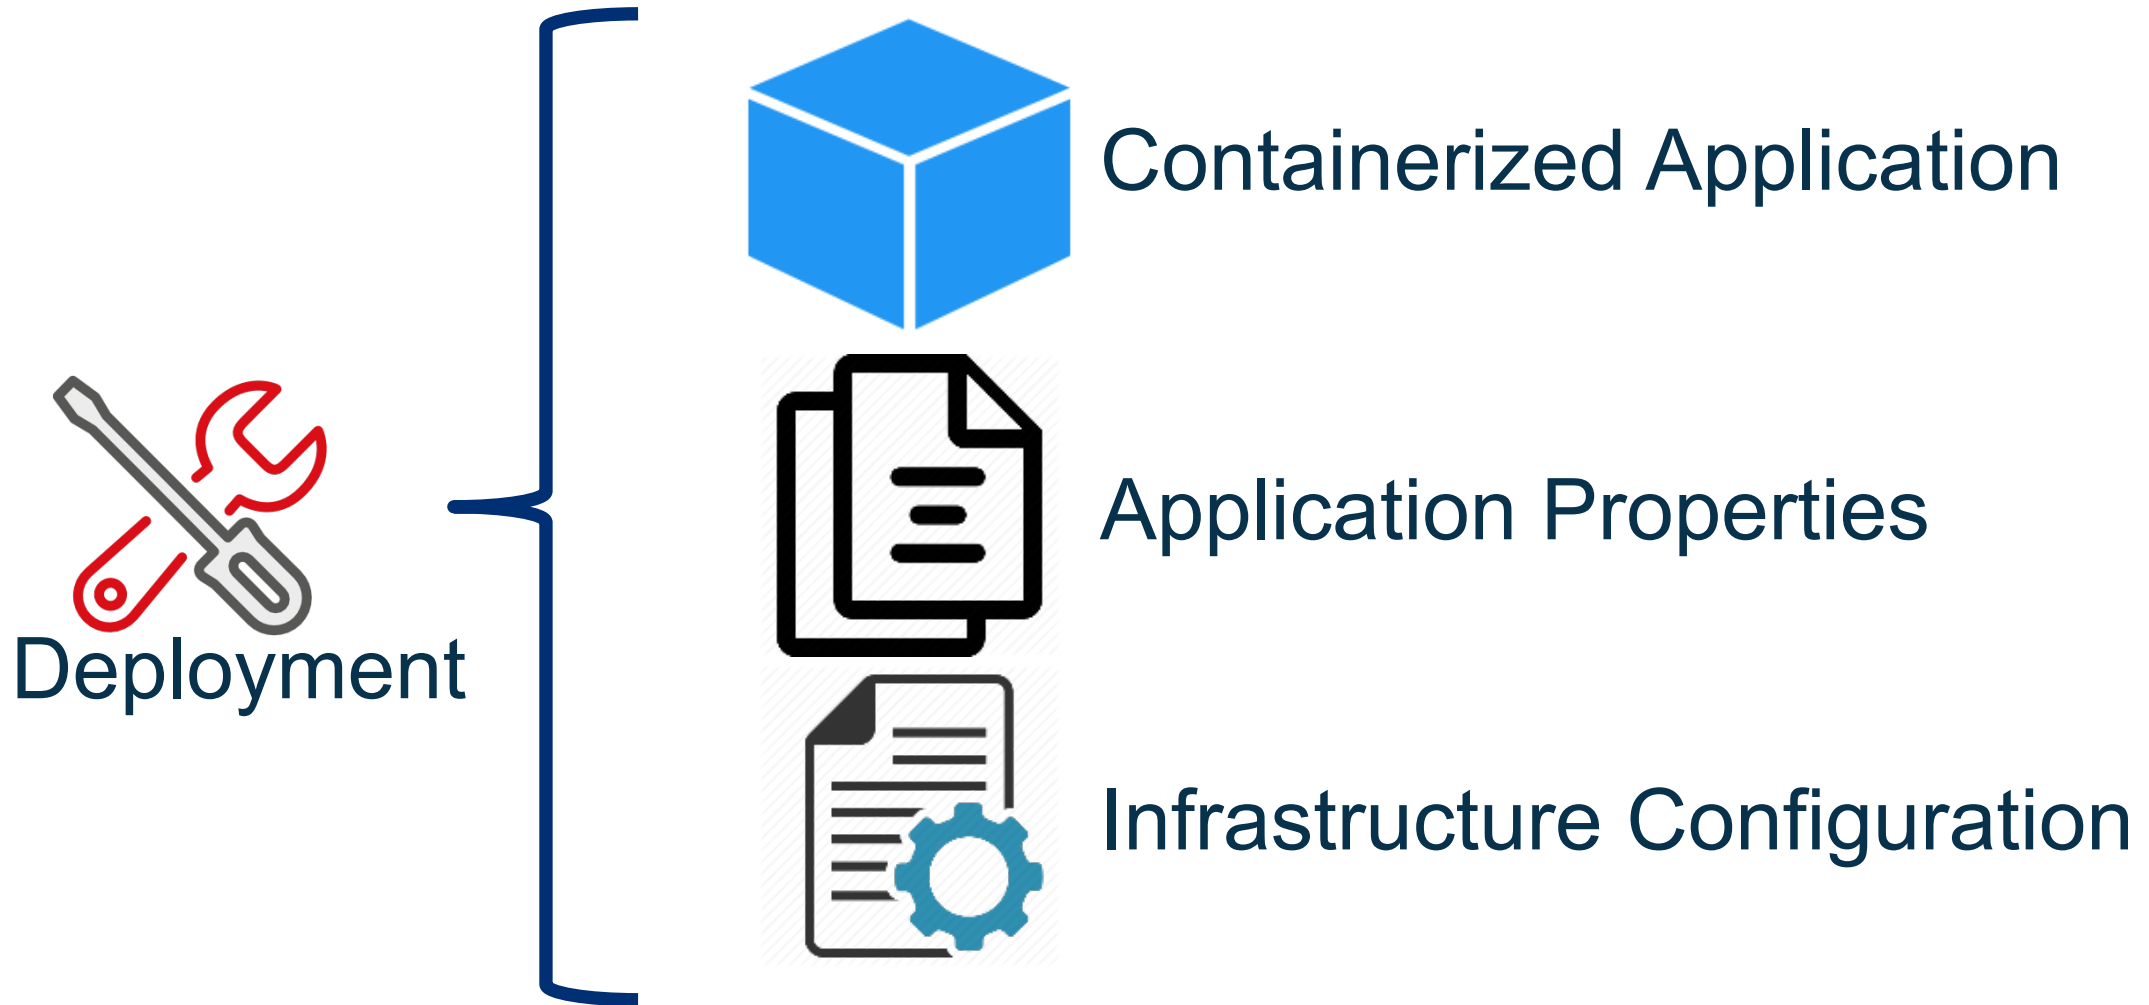 Containerized Application
Application Properties
Deployment
Infrastructure Configuration